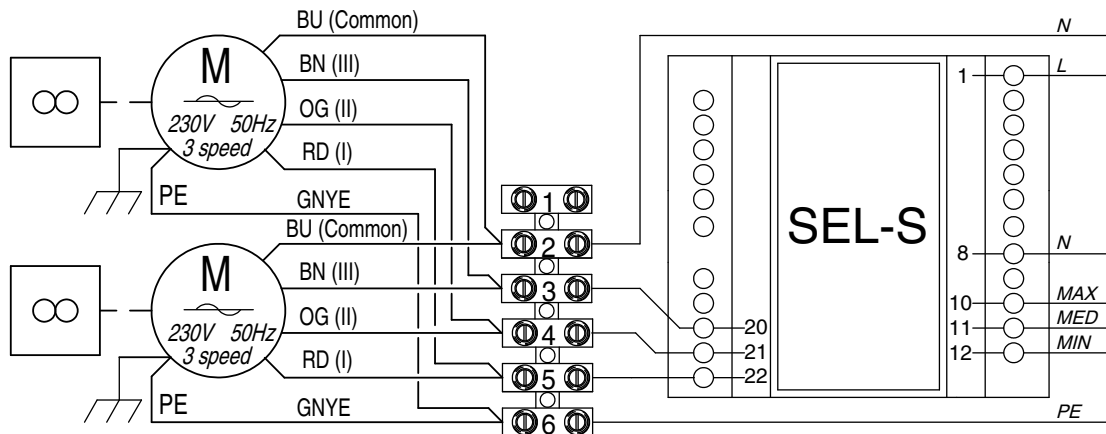 BU (Common)
M
230V 50Hz
3 speed
BN (III)
OG (II)
RD (I)
PE
GNYE
BU (Common)
M
230V 50Hz
3 speed
BN (III)
OG (II)
RD (I)
PE
GNYE
1
2
3
4
5
6
SEL-S
20
21
22
1
8
10
11
12
N
L
N
MAX
MED
MIN
PE